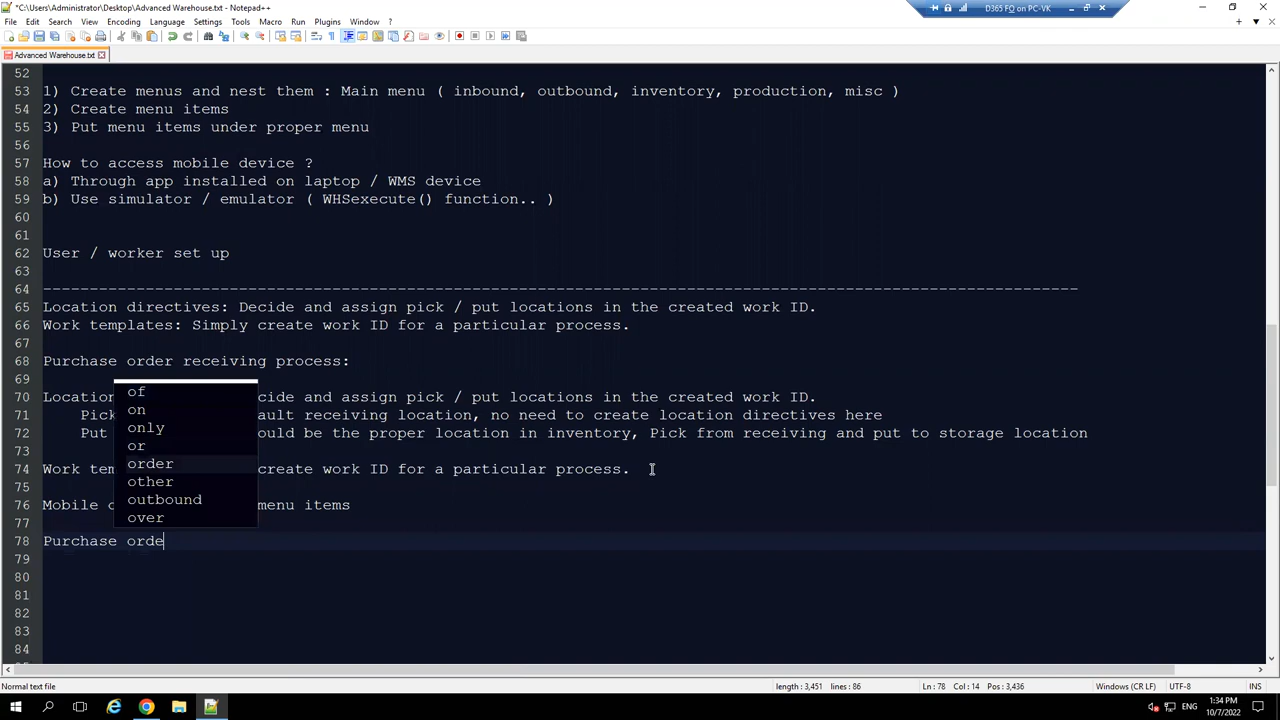 *C:\Users\Administrator\Desktop\Advanced Warehouse.txt - Notepad++
D365 FO on PC-VK
File Edit Search View Encoding Language Settings Tools Macro Run Plugins Window ?
Advanced Warehouse.txt
52
53 1) Create menus and nest them : Main menu ( inbound, outbound, inventory, production, misc )
54 2) Create menu items
55 3) Put menu items under proper menu
56
57 How to access mobile device ?
58 a) Through app installed on laptop / WMS device
59 b) Use simulator / emulator ( WHSexecute() function.. )
60
61
62 User / worker set up
63
64 ----------------------------------------------------------------------------------------------------------------
65 Location directives: Decide and assign pick / put locations in the created work ID.
66 Work templates: Simply create work ID for a particular process.
67
68 Purchase order receiving process:
69
70 Location cide and assign pick / put locations in the created work ID.
71 Pick ault receiving location, no need to create location directives here
72 Put ould be the proper location in inventory, Pick from receiving and put to storage location
73
74 Work tem create work ID for a particular process.
75
76 Mobile menu items
77
78 Purchase orde
79
80
81
82
83
84
of
on
only
or
order
other
outbound
over
Normal text file length : 3,451 lines : 86 Ln : 78 Col : 14 Pos : 3,436 Windows (CR LF) UTF-8 INS
ENG
1:34 PM
10/7/2022